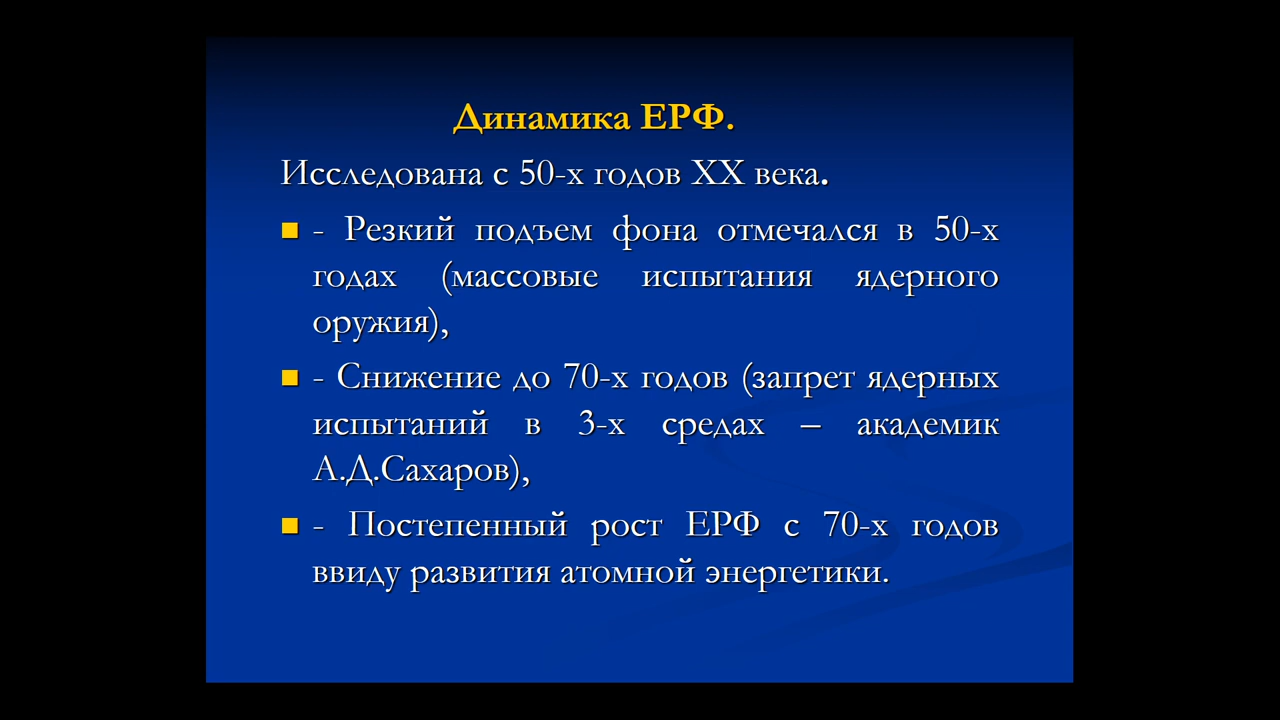 Динамика ЕРФ.
Исследована с 50-х годов XX века.
- Резкий подъем фона отмечался в 50-х
годах (массовые испытания ядерного
оружия),
- Снижение до 70-х годов (запрет ядерных
испытаний в 3-х средах – академик
А.Д.Сахаров),
- Постепенный рост ЕРФ с 70-х годов
ввиду развития атомной энергетики.